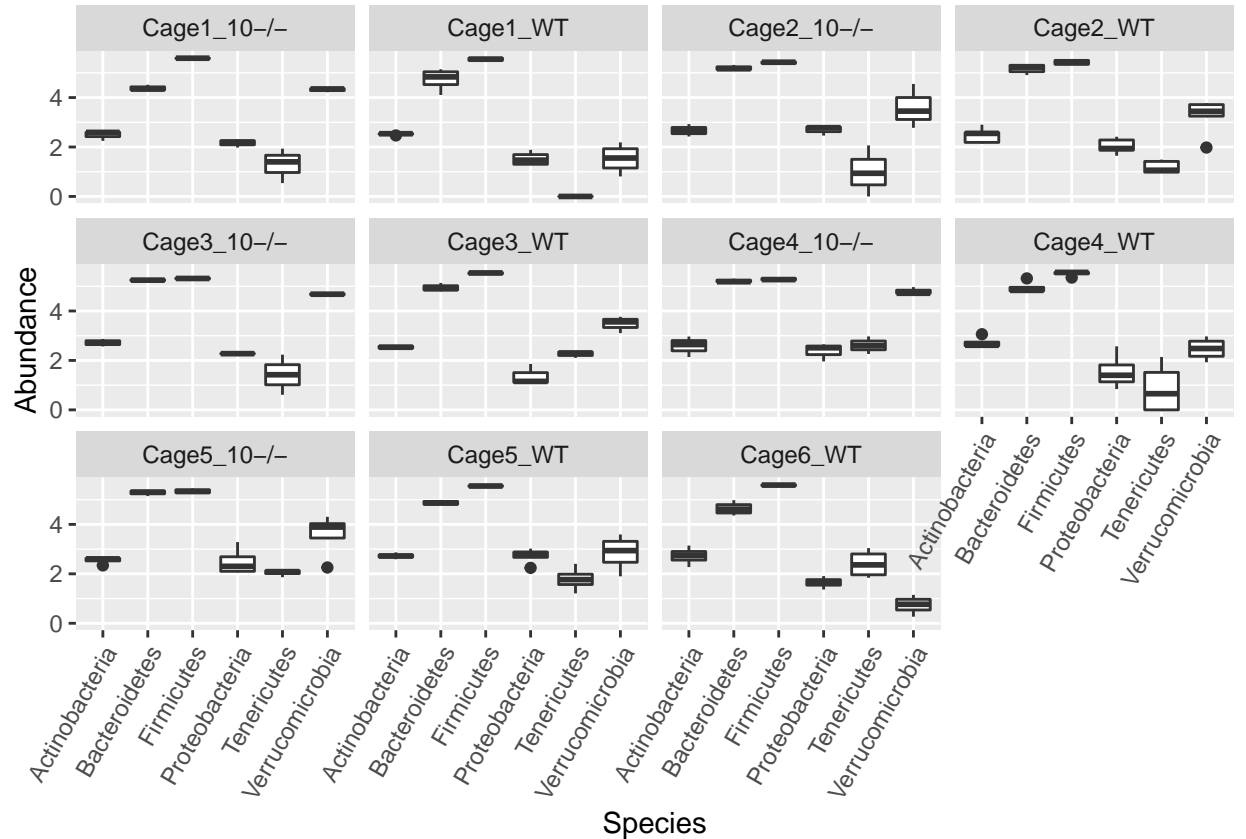 Cage1_10−/−
Cage1_WT
Cage2_10−/−
Cage2_WT
4
2
0
Cage3_10−/−
Cage3_WT
Cage4_10−/−
Cage4_WT
4
2
0
Abundance
Cage5_10−/−
Cage5_WT
Cage6_WT
4
2
0
Actinobacteria
Bacteroidetes
Firmicutes
Proteobacteria
Tenericutes
Verrucomicrobia
Actinobacteria
Bacteroidetes
Firmicutes
Proteobacteria
Tenericutes
Verrucomicrobia
Actinobacteria
Bacteroidetes
Firmicutes
Proteobacteria
Tenericutes
Verrucomicrobia
Actinobacteria
Bacteroidetes
Firmicutes
Proteobacteria
Tenericutes
Verrucomicrobia
Species